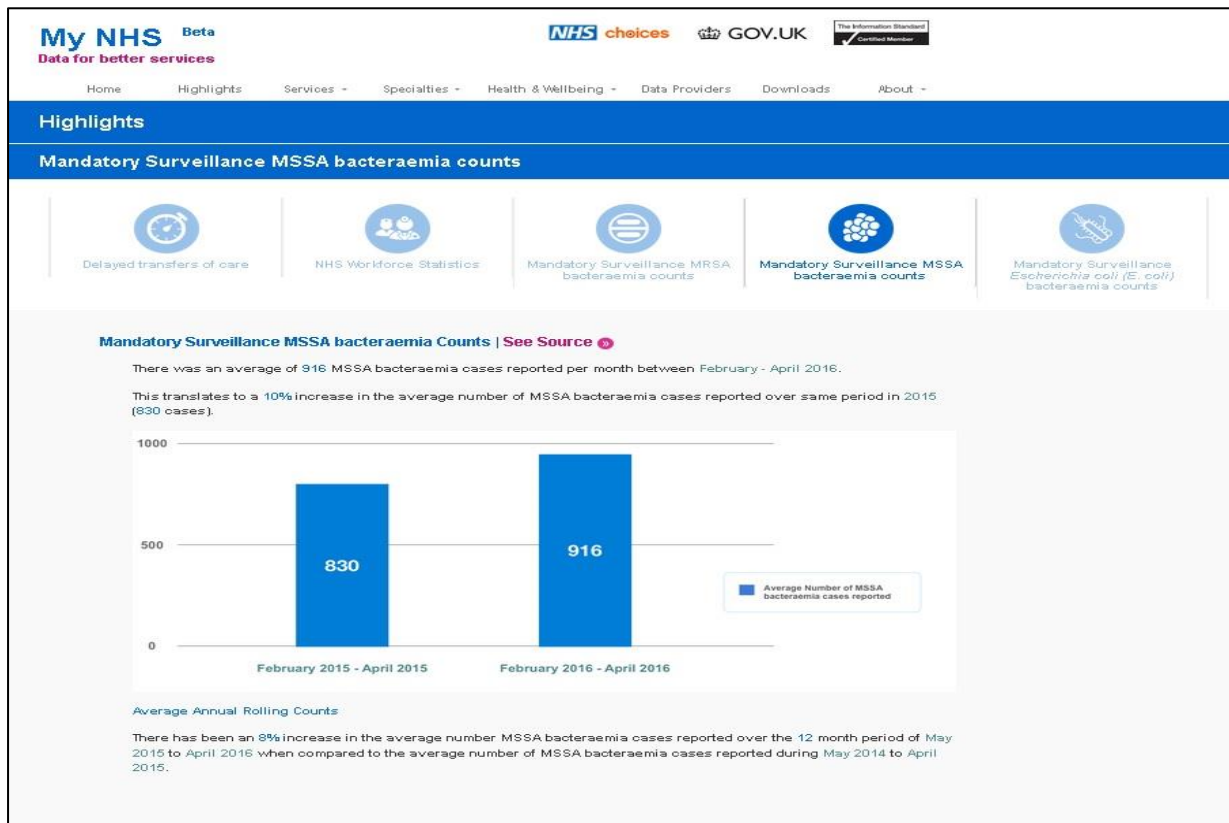 My NHS Beta
Data for better services
NHS choices GOV.UK The Information Standard
Certified Member
Home Highlights Services Specialties Health & Wellbeing Data Providers Downloads About
Highlights
Mandatory Surveillance MSSA bacteraemia counts
Delayed transfers of care
NHS Workforce Statistics
Mandatory Surveillance MRSA
bacteraemia counts
Mandatory Surveillance MSSA
bacteraemia counts
Mandatory Surveillance
Escherichia coli (E. coli)
bacteraemia counts
Mandatory Surveillance MSSA bacteraemia Counts | See Source
There was an average of 916 MSSA bacteraemia cases reported per month between February - April 2016.
This translates to a 10% increase in the average number of MSSA bacteraemia cases reported over same period in 2015
(830 cases).
1000
500
0
830
916
Average Number of MSSA
bacteraemia cases reported
February 2015 - April 2015
February 2016 - April 2016
Average Annual Rolling Counts
There has been an 8% increase in the average number MSSA bacteraemia cases reported over the 12 month period of May
2015 to April 2016 when compared to the average number of MSSA bacteraemia cases reported during May 2014 to April
2015.